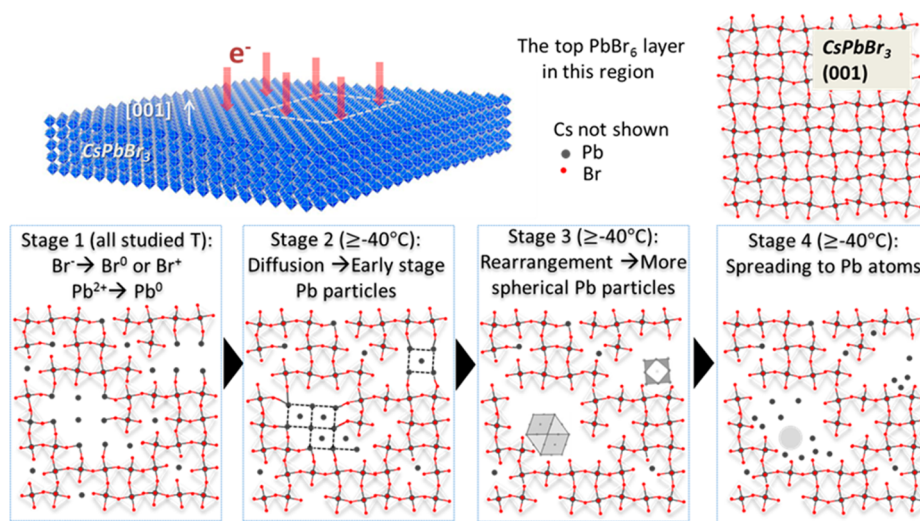 e⁻
[001]
CsPbBr₃
The top PbBr₆ layer
in this region
Cs not shown
Pb
Br
CsPbBr₃
(001)
Stage 1 (all studied T):
Br⁻→ Br⁰ or Br⁺
Pb²⁺→ Pb⁰
Stage 2 (≥-40°C):
Diffusion →Early stage
Pb particles
Stage 3 (≥-40°C):
Rearrangement →More
spherical Pb particles
Stage 4 (≥-40°C):
Spreading to Pb atoms